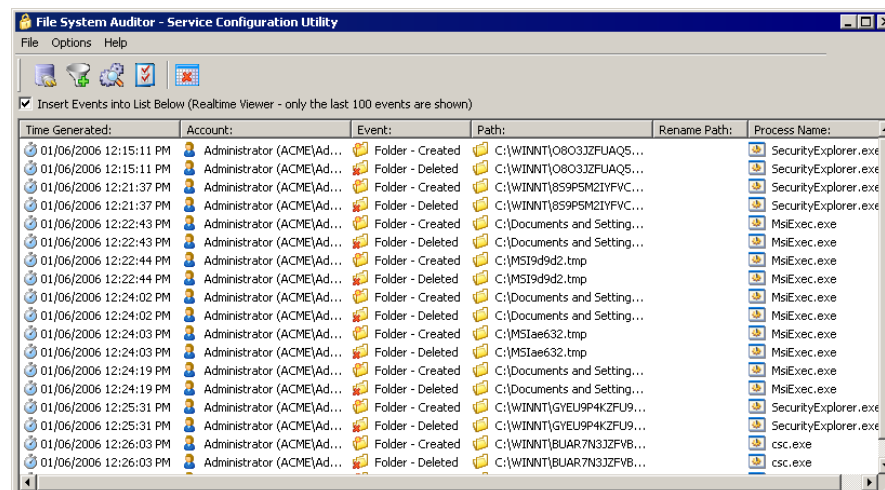 File System Auditor - Service Configuration Utility
File Options Help
Insert Events into List Below (Realtime Viewer - only the last 100 events are shown)
Time Generated: Account: Event: Path: Rename Path: Process Name:
01/06/2006 12:15:11 PM Administrator (ACME\Ad... Folder - Created C:\WINNT\O8O3JZFUAQ5... SecurityExplorer.exe
01/06/2006 12:15:11 PM Administrator (ACME\Ad... Folder - Deleted C:\WINNT\O8O3JZFUAQ5... SecurityExplorer.exe
01/06/2006 12:21:37 PM Administrator (ACME\Ad... Folder - Created C:\WINNT\8S9P5M2IYFVC... SecurityExplorer.exe
01/06/2006 12:21:37 PM Administrator (ACME\Ad... Folder - Deleted C:\WINNT\8S9P5M2IYFVC... SecurityExplorer.exe
01/06/2006 12:22:43 PM Administrator (ACME\Ad... Folder - Created C:\Documents and Setting... MsiExec.exe
01/06/2006 12:22:43 PM Administrator (ACME\Ad... Folder - Deleted C:\Documents and Setting... MsiExec.exe
01/06/2006 12:22:44 PM Administrator (ACME\Ad... Folder - Created C:\MSI9d9d2.tmp MsiExec.exe
01/06/2006 12:22:44 PM Administrator (ACME\Ad... Folder - Deleted C:\MSI9d9d2.tmp MsiExec.exe
01/06/2006 12:24:02 PM Administrator (ACME\Ad... Folder - Created C:\Documents and Setting... MsiExec.exe
01/06/2006 12:24:02 PM Administrator (ACME\Ad... Folder - Deleted C:\Documents and Setting... MsiExec.exe
01/06/2006 12:24:03 PM Administrator (ACME\Ad... Folder - Created C:\MSIae632.tmp MsiExec.exe
01/06/2006 12:24:03 PM Administrator (ACME\Ad... Folder - Deleted C:\MSIae632.tmp MsiExec.exe
01/06/2006 12:24:19 PM Administrator (ACME\Ad... Folder - Created C:\Documents and Setting... MsiExec.exe
01/06/2006 12:24:19 PM Administrator (ACME\Ad... Folder - Deleted C:\Documents and Setting... MsiExec.exe
01/06/2006 12:25:31 PM Administrator (ACME\Ad... Folder - Created C:\WINNT\GYEU9P4KZFU9... SecurityExplorer.exe
01/06/2006 12:25:31 PM Administrator (ACME\Ad... Folder - Deleted C:\WINNT\GYEU9P4KZFU9... SecurityExplorer.exe
01/06/2006 12:26:03 PM Administrator (ACME\Ad... Folder - Created C:\WINNT\BUAR7N3JZFVB... csc.exe
01/06/2006 12:26:03 PM Administrator (ACME\Ad... Folder - Deleted C:\WINNT\BUAR7N3JZFVB... csc.exe